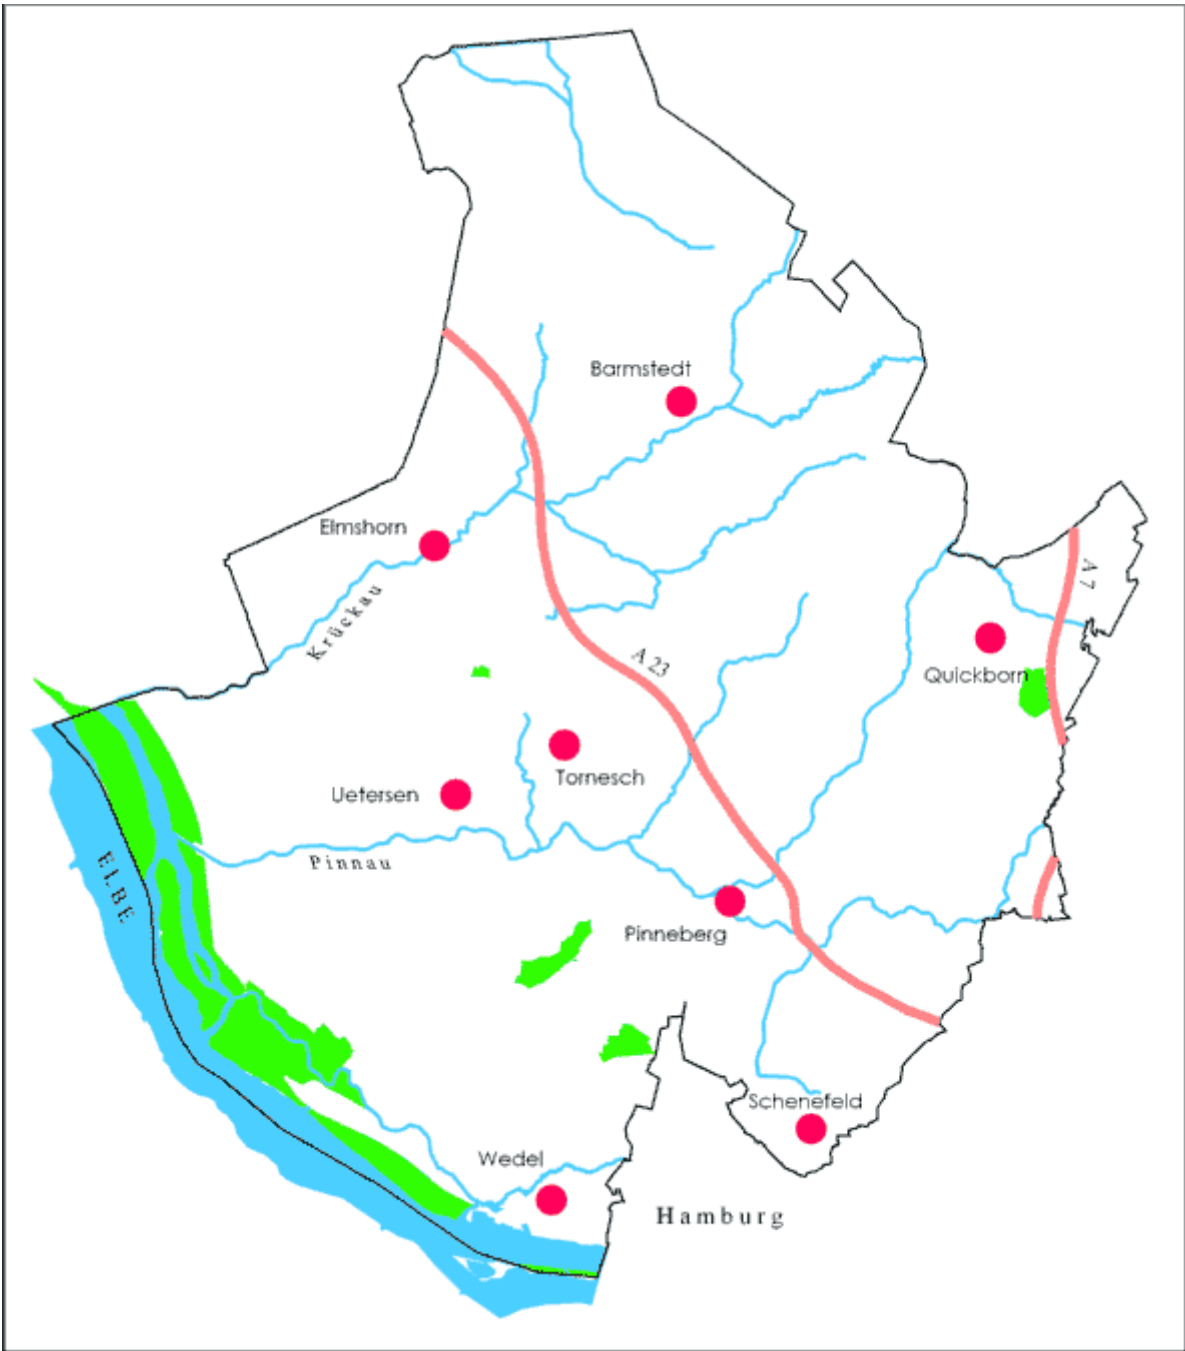 Barmstedt
Elmshorn
Krückau
A 7
A 23
Quickborn
Tornesch
Uetersen
Pinnau
ELBE
Pinneberg
Schenefeld
Wedel
Hamburg